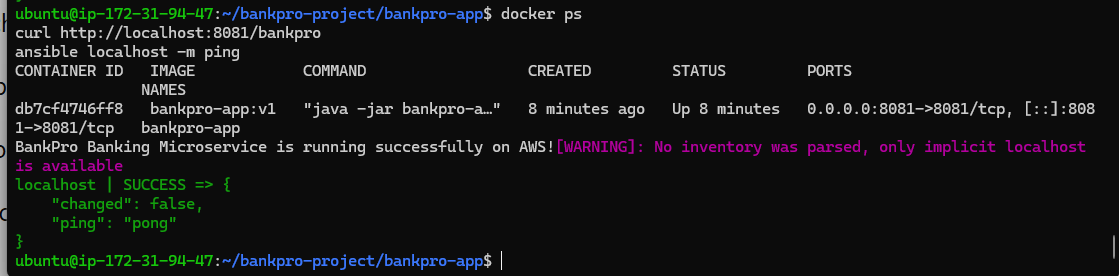 ubuntu@ip-172-31-94-47:~/bankpro-project/bankpro-app$ docker ps
curl http://localhost:8081/bankpro
ansible localhost -m ping
CONTAINER ID   IMAGE            COMMAND                  CREATED         STATUS         PORTS
             NAMES
db7cf4746ff8   bankpro-app:v1   "java -jar bankpro-a…"   8 minutes ago   Up 8 minutes   0.0.0.0:8081->8081/tcp, [::]:808
1->8081/tcp   bankpro-app
BankPro Banking Microservice is running successfully on AWS![WARNING]: No inventory was parsed, only implicit localhost
is available
localhost | SUCCESS => {
    "changed": false,
    "ping": "pong"
}
ubuntu@ip-172-31-94-47:~/bankpro-project/bankpro-app$